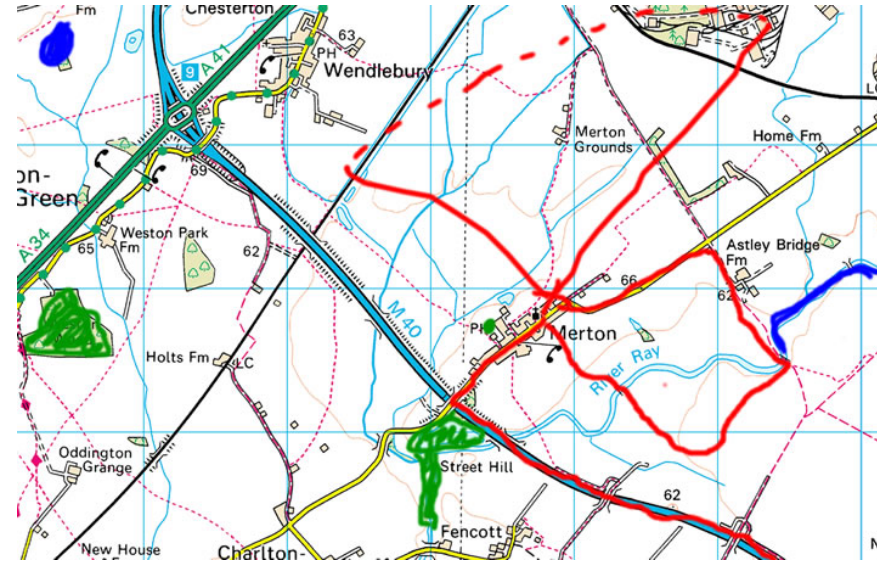 Fm
Chesterton
9
A 41
PH
63
Wendlebury
Merton
Grounds
Home Fm
69
on-
Green
A 34
65
Weston Park
Fm
62
Astley Bridge
Fm
66
62
M 40
PH
Merton
Holts Fm
LC
River Ray
Oddington
Grange
Street Hill
62
Fencott
New House
Charlton-